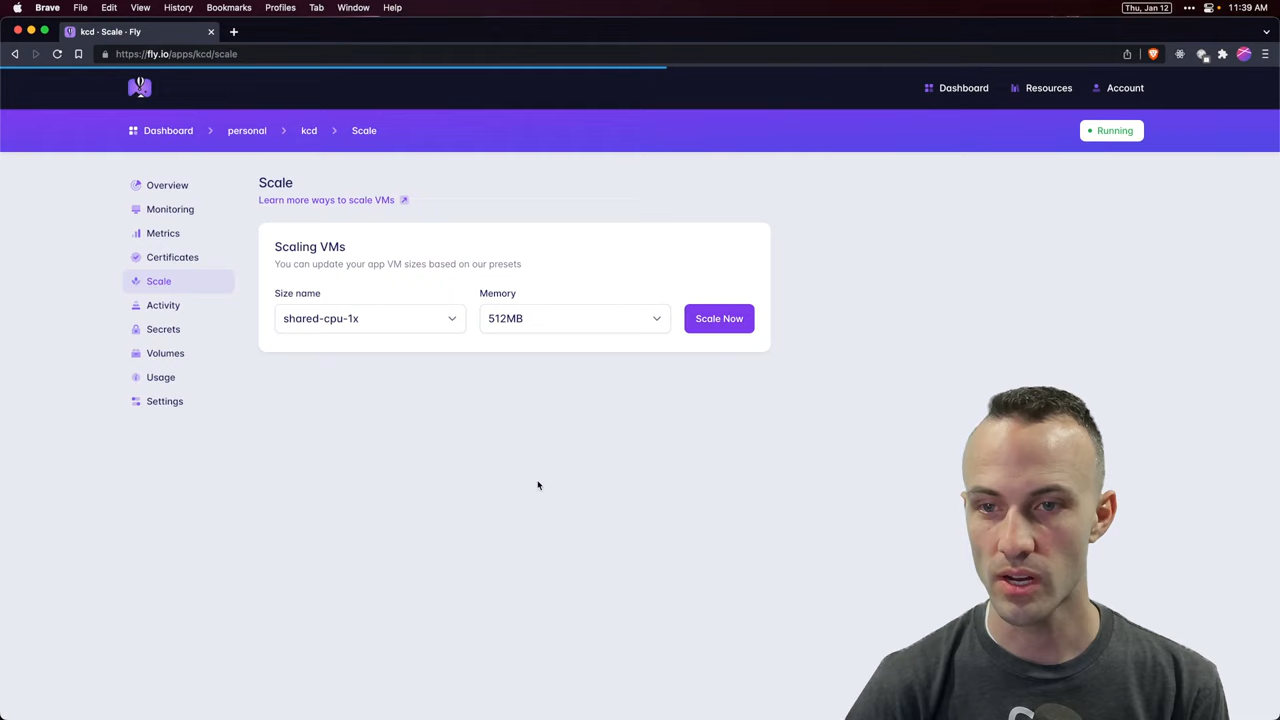 Brave File Edit View History Bookmarks Profiles Tab Window Help Thu, Jan 12 11:39 AM
kcd · Scale · Fly
https://fly.io/apps/kcd/scale
Dashboard Resources Account
Dashboard personal kcd Scale Running
Overview
Monitoring
Metrics
Certificates
Scale
Activity
Secrets
Volumes
Usage
Settings
Scale
Learn more ways to scale VMs
Scaling VMs
You can update your app VM sizes based on our presets
Size name Memory
shared-cpu-1x 512MB Scale Now